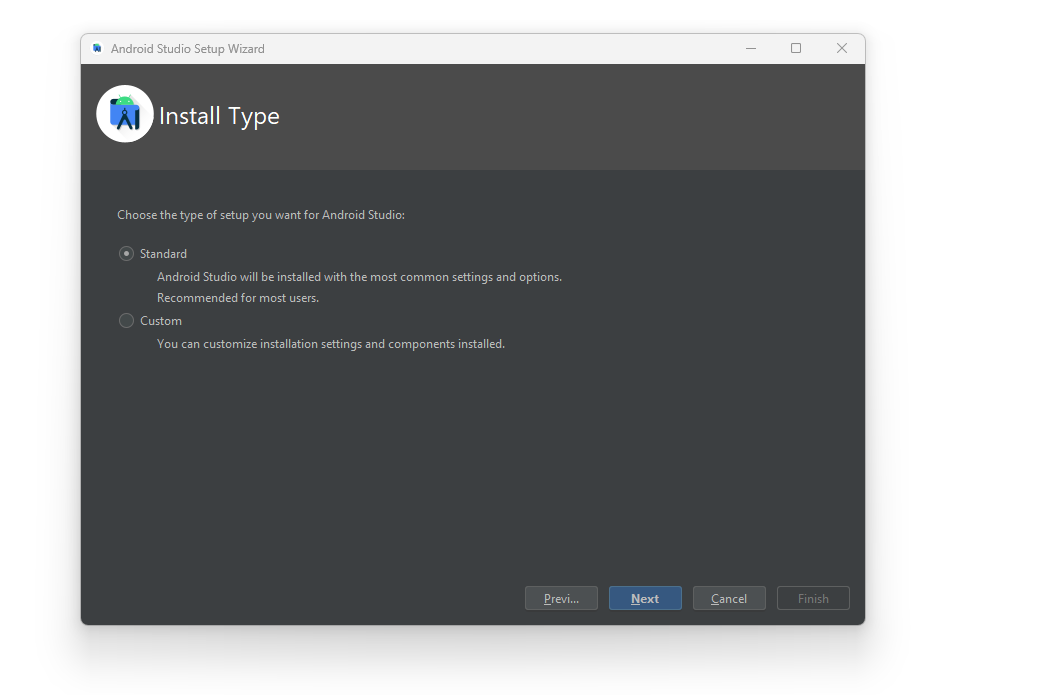 Android Studio Setup Wizard
Install Type
Choose the type of setup you want for Android Studio:
Standard
Android Studio will be installed with the most common settings and options.
Recommended for most users.
Custom
You can customize installation settings and components installed.
Previ... Next Cancel Finish